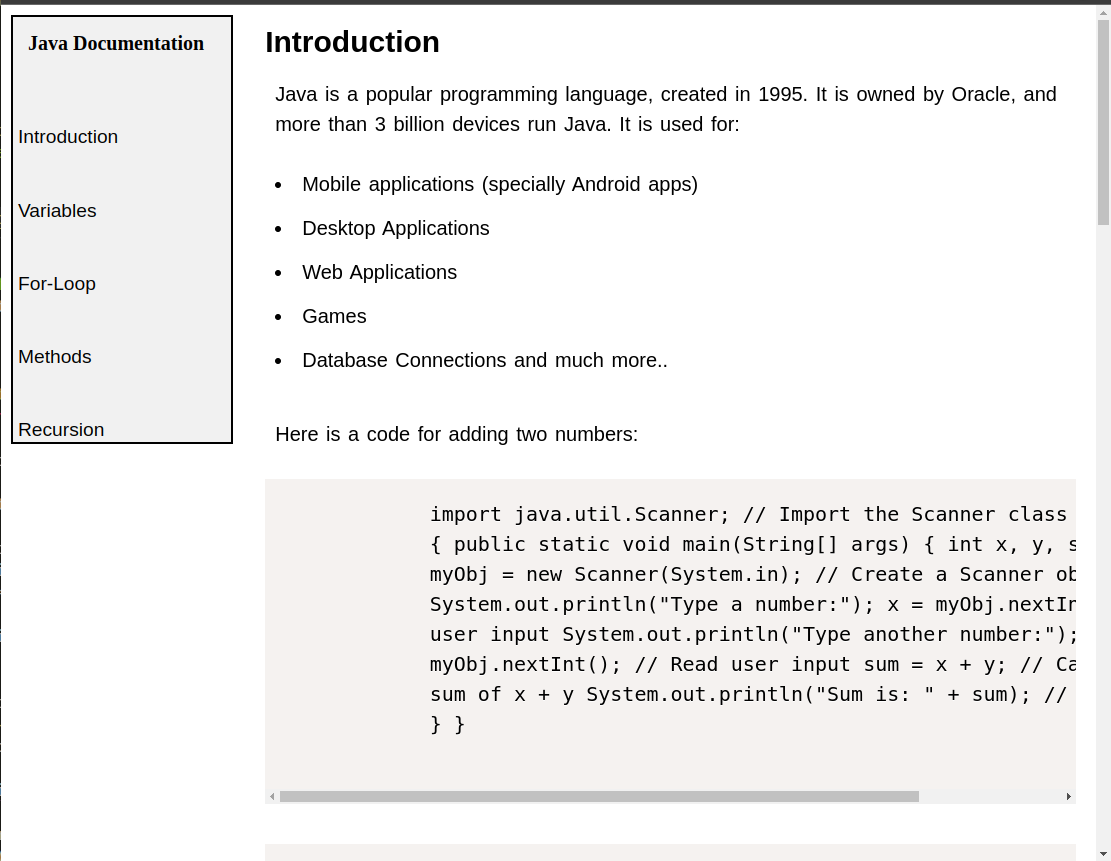 Java Documentation
Introduction
Variables
For-Loop
Methods
Recursion
Introduction
Java is a popular programming language, created in 1995. It is owned by Oracle, and
more than 3 billion devices run Java. It is used for:
• Mobile applications (specially Android apps)
• Desktop Applications
• Web Applications
• Games
• Database Connections and much more..
Here is a code for adding two numbers:
import java.util.Scanner; // Import the Scanner class
{ public static void main(String[] args) { int x, y, s
myObj = new Scanner(System.in); // Create a Scanner ob
System.out.println("Type a number:"); x = myObj.nextIn
user input System.out.println("Type another number:");
myObj.nextInt(); // Read user input sum = x + y; // Ca
sum of x + y System.out.println("Sum is: " + sum); //
} }